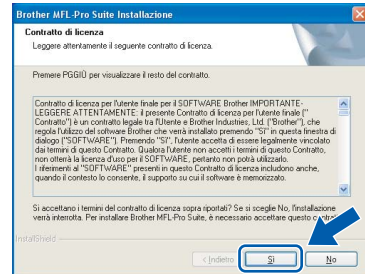 Brother MFL-Pro Suite Installazione
Contratto di licenza
Leggere attentamente il seguente contratto di licenza.
Premere PGGIÙ per visualizzare il resto del contratto.
Contratto di licenza per l'utente finale per il SOFTWARE Brother IMPORTANTE-
LEGGERE ATTENTAMENTE: il presente Contratto di licenza per l'utente finale ("
Contratto") è un contratto legale tra l'Utente e Brother Industries, Ltd. ("Brother"), che
regola l'utilizzo del software Brother che verrà installato premendo "Sì" in questa finestra di
dialogo ("SOFTWARE"). Premendo "Sì", l'utente accetta di essere legalmente vincolato
dai termini di questo Contratto. Qualora l'utente non accetti i termini di questo Contratto,
non otterrà la licenza d'uso per il SOFTWARE, pertanto non potrà utilizzarlo.
I riferimenti al "SOFTWARE" presenti in questo Contratto di licenza includono anche,
quando il contesto lo consente, il supporto su cui il software è memorizzato.
Si accettano i termini del contratto di licenza sopra riportati? Se si sceglie No, l'installazione
verrà interrotta. Per installare Brother MFL-Pro Suite, è necessario accettare questo
InstallShield
< Indietro
Sì
No